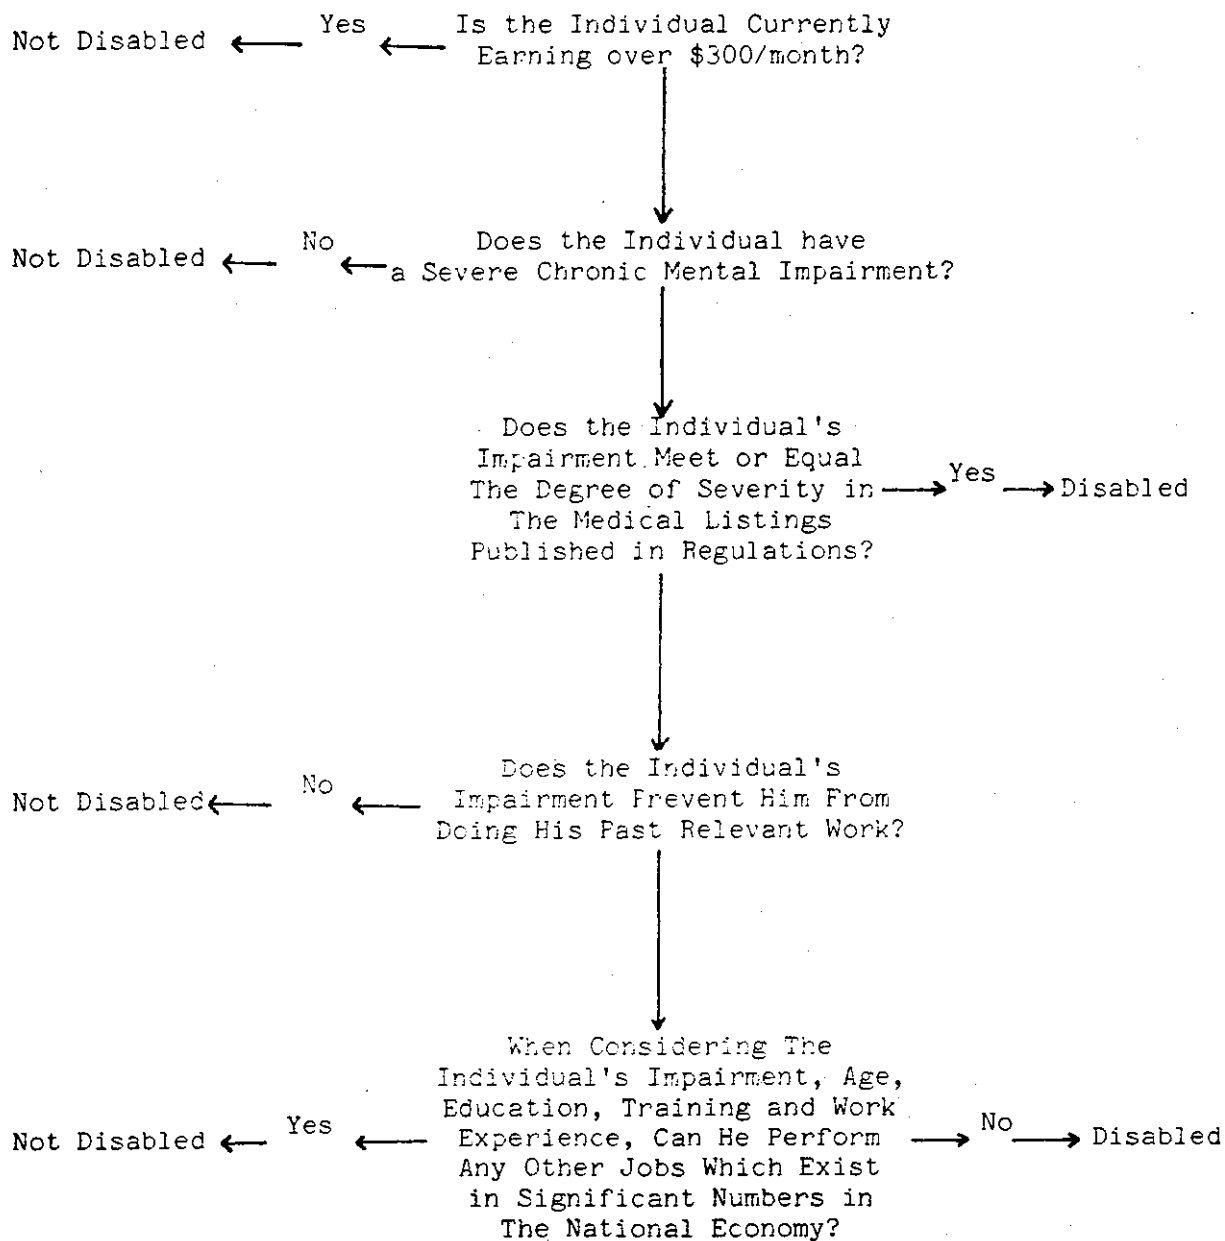 Is the Individual Currently
Not Disabled ← Yes ← Earning over $300/month?
Does the Individual have
Not Disabled ← No ← a Severe Chronic Mental Impairment?
Does the Individual's
Impairment Meet or Equal
The Degree of Severity in → Yes → Disabled
The Medical Listings
Published in Regulations?
Does the Individual's
Not Disabled ← No ← Impairment Prevent Him From
Doing His Past Relevant Work?
When Considering The
Individual's Impairment, Age,
Education, Training and Work
Not Disabled ← Yes ← Experience, Can He Perform → No → Disabled
Any Other Jobs Which Exist
in Significant Numbers in
The National Economy?